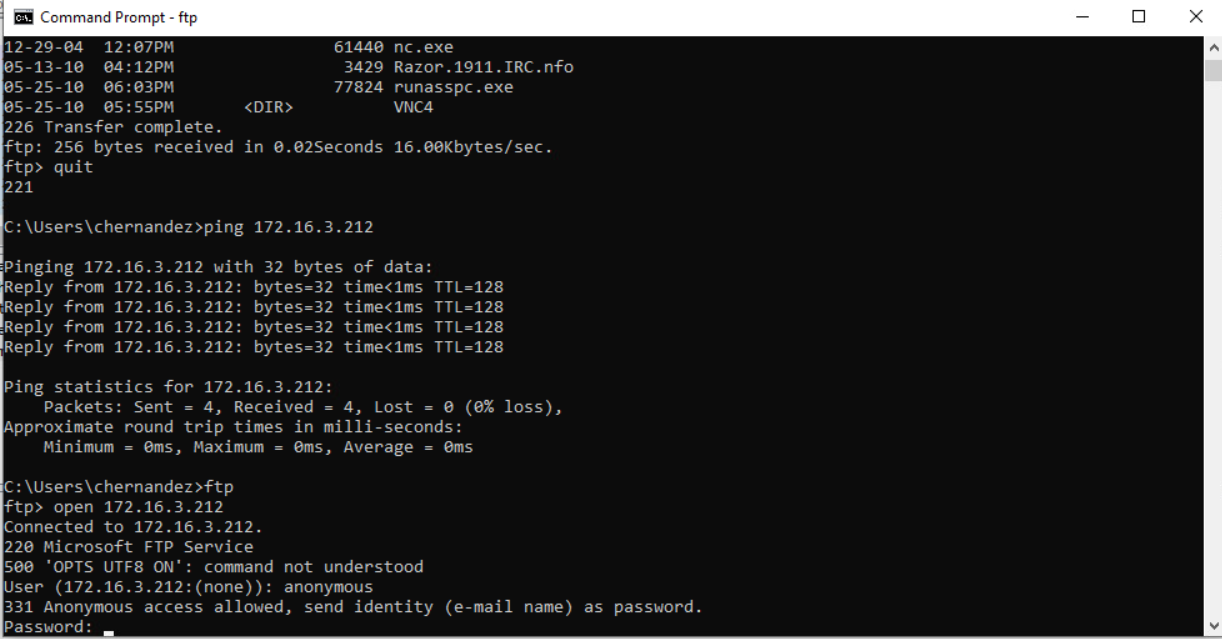 Command Prompt - ftp
12-29-04  12:07PM                61440 nc.exe
05-13-10  04:12PM                 3429 Razor.1911.IRC.nfo
05-25-10  06:03PM                77824 runasspc.exe
05-25-10  05:55PM       <DIR>          VNC4
226 Transfer complete.
ftp: 256 bytes received in 0.02Seconds 16.00Kbytes/sec.
ftp> quit
221
C:\Users\chernandez>ping 172.16.3.212
Pinging 172.16.3.212 with 32 bytes of data:
Reply from 172.16.3.212: bytes=32 time<1ms TTL=128
Reply from 172.16.3.212: bytes=32 time<1ms TTL=128
Reply from 172.16.3.212: bytes=32 time<1ms TTL=128
Reply from 172.16.3.212: bytes=32 time<1ms TTL=128
Ping statistics for 172.16.3.212:
    Packets: Sent = 4, Received = 4, Lost = 0 (0% loss),
Approximate round trip times in milli-seconds:
    Minimum = 0ms, Maximum = 0ms, Average = 0ms
C:\Users\chernandez>ftp
ftp> open 172.16.3.212
Connected to 172.16.3.212.
220 Microsoft FTP Service
500 'OPTS UTF8 ON': command not understood
User (172.16.3.212:(none)): anonymous
331 Anonymous access allowed, send identity (e-mail name) as password.
Password: